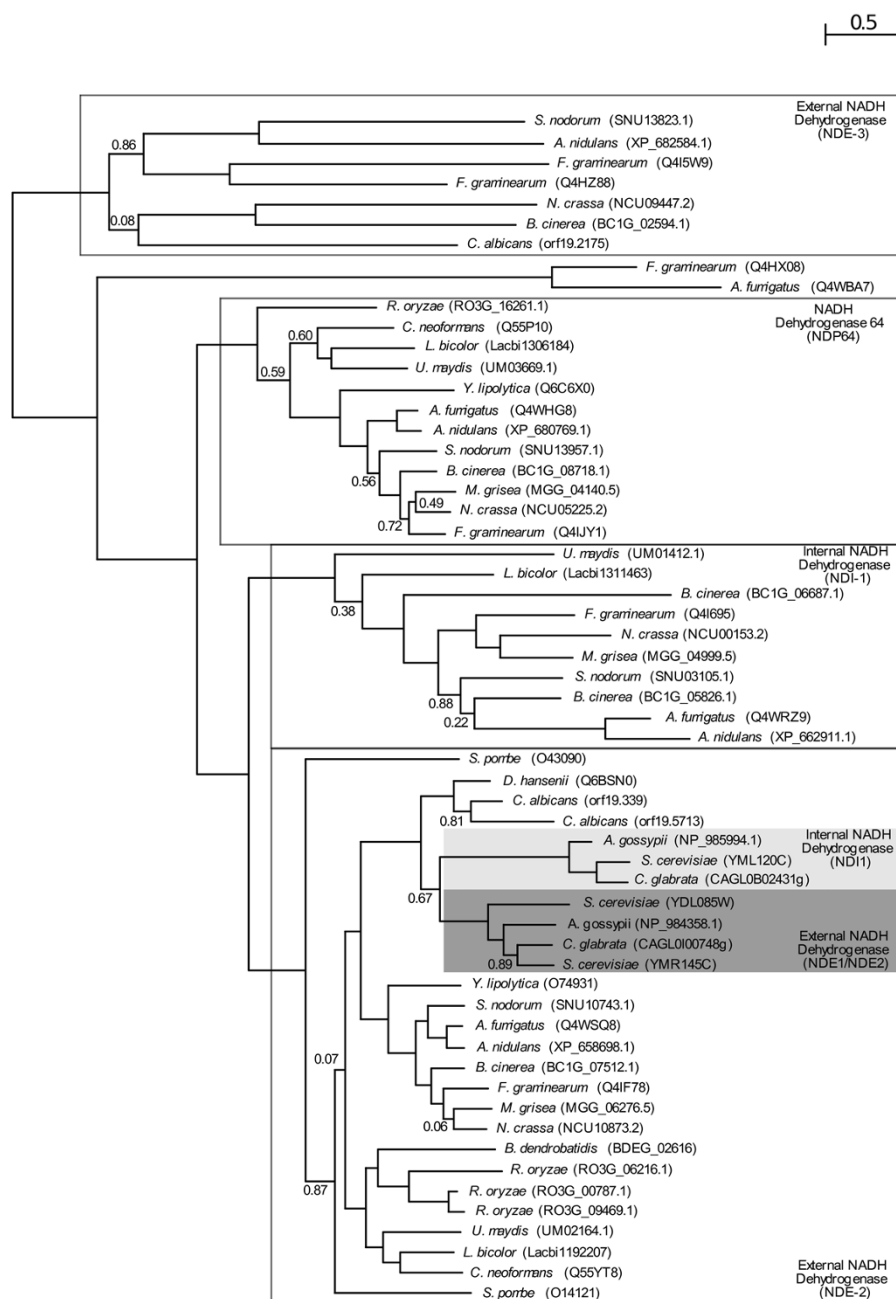 0.5
External NADH
Dehydrogenase
(NDE-3)
S. nodorum (SNU13823.1)
0.86
A. nidulans (XP_682584.1)
F. graminearum (Q4I5W9)
F. graminearum (Q4HZ88)
N. crassa (NCU09447.2)
0.08
B. cinerea (BC1G_02594.1)
C. albicans (orf19.2175)
F. graminearum (Q4HX08)
A. fumigatus (Q4WBA7)
R. oryzae (RO3G_16261.1)
NADH
Dehydrogenase 64
(NDP64)
C. neoformans (Q55P10)
0.60
L. bicolor (Lacbi1306184)
U. maydis (UM03669.1)
0.59
Y. lipolytica (Q6C6X0)
A. fumigatus (Q4WHG8)
A. nidulans (XP_680769.1)
S. nodorum (SNU13957.1)
B. cinerea (BC1G_08718.1)
0.56
M. grisea (MGG_04140.5)
0.49
N. crassa (NCU05225.2)
0.72
F. graminearum (Q4IJY1)
U. maydis (UM01412.1)
Internal NADH
Dehydrogenase
(NDI-1)
L. bicolor (Lacbi1311463)
B. cinerea (BC1G_06687.1)
0.38
F. graminearum (Q4I695)
N. crassa (NCU00153.2)
M. grisea (MGG_04999.5)
S. nodorum (SNU03105.1)
B. cinerea (BC1G_05826.1)
0.88
0.22
A. fumigatus (Q4WRZ9)
A. nidulans (XP_662911.1)
S. pombe (O43090)
D. hansenii (Q6BSN0)
C. albicans (orf19.339)
0.81
C. albicans (orf19.5713)
A. gossypii (NP_985994.1)
Internal NADH
Dehydrogenase
(NDI1)
S. cerevisiae (YML120C)
C. glabrata (CAGL0B02431g)
0.67
S. cerevisiae (YDL085W)
A. gossypii (NP_984358.1)
External NADH
Dehydrogenase
(NDE1/NDE2)
C. glabrata (CAGL0I00748g)
0.89
S. cerevisiae (YMR145C)
Y. lipolytica (O74931)
S. nodorum (SNU10743.1)
A. fumigatus (Q4WSQ8)
A. nidulans (XP_658698.1)
0.07
B. cinerea (BC1G_07512.1)
F. graminearum (Q4IF78)
M. grisea (MGG_06276.5)
0.06
N. crassa (NCU10873.2)
B. dendrobatidis (BDEG_02616)
R. oryzae (RO3G_06216.1)
0.87
R. oryzae (RO3G_00787.1)
R. oryzae (RO3G_09469.1)
U. maydis (UM02164.1)
L. bicolor (Lacbi1192207)
C. neoformans (Q55YT8)
External NADH
Dehydrogenase
(NDE-2)
S. pombe (O14121)